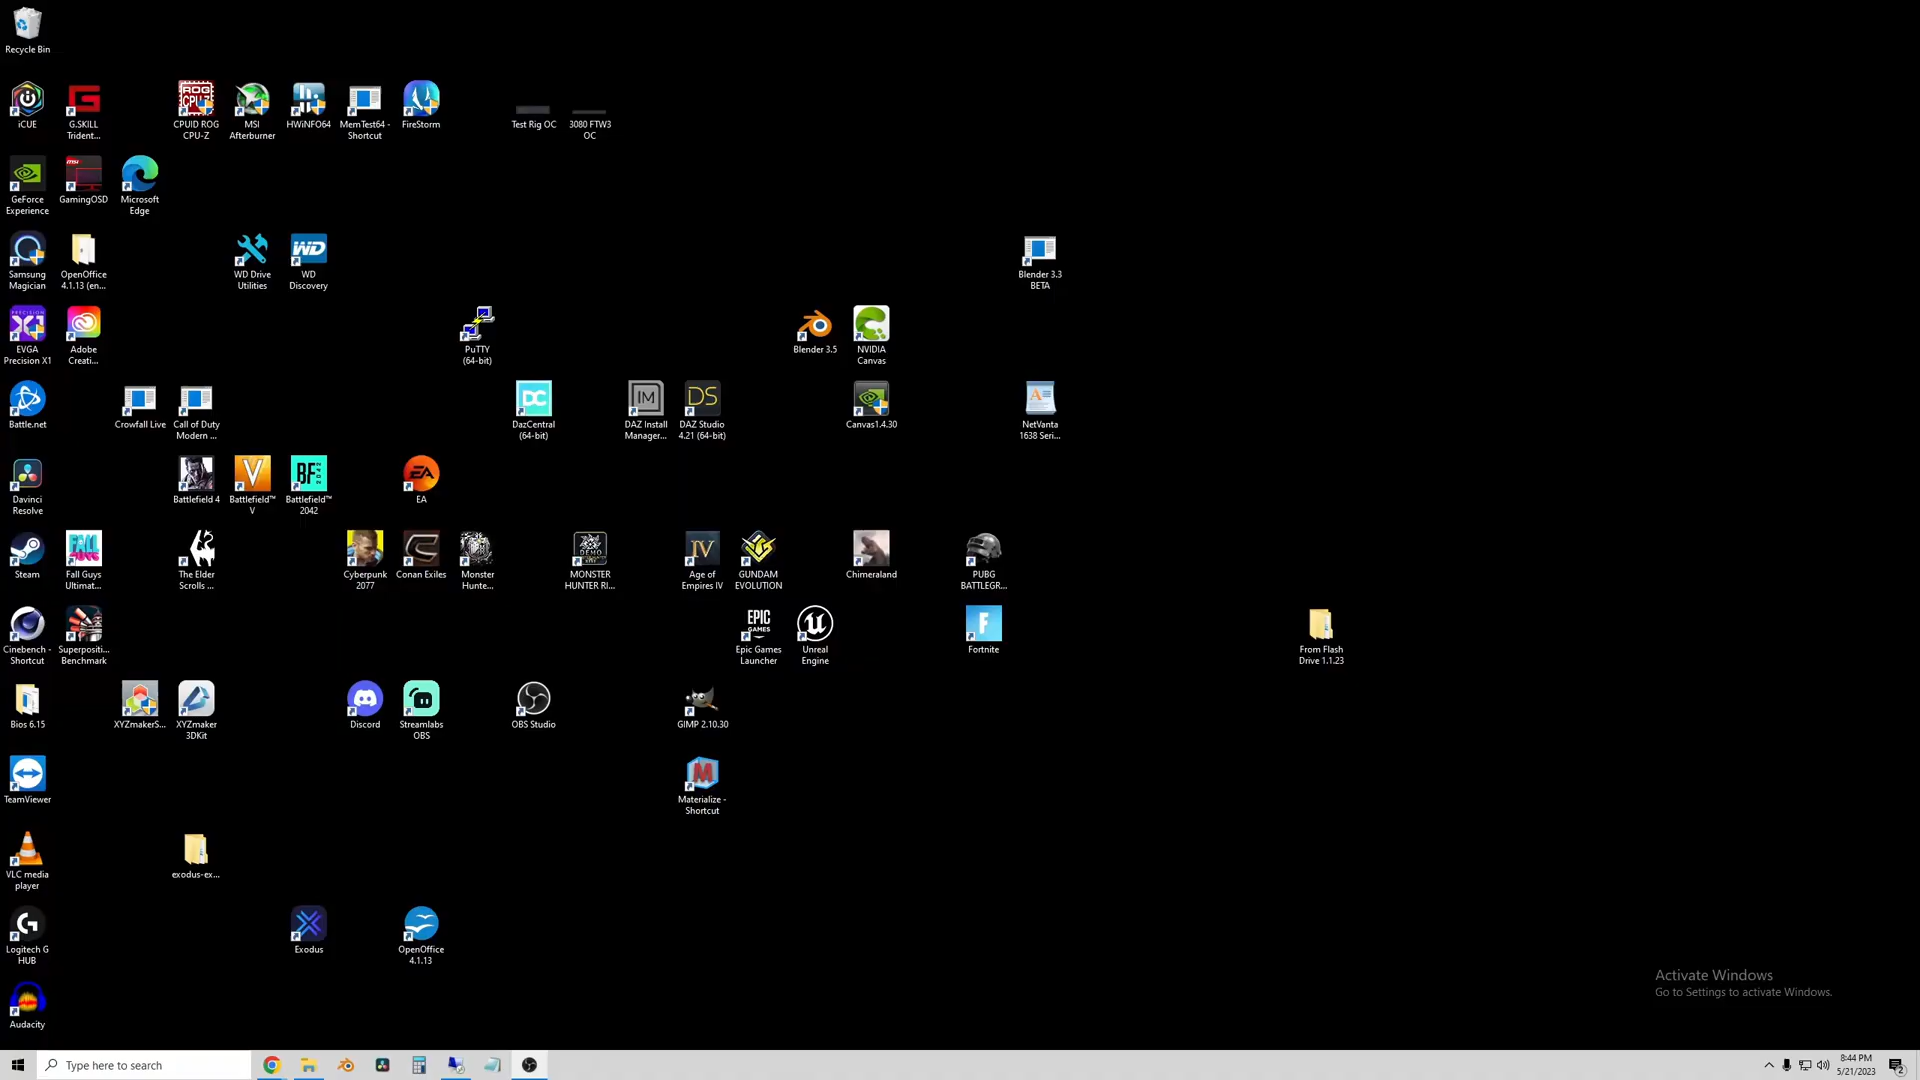 Recycle Bin
iCUE
G.SKILL
Trident...
CPUID ROG
CPU-Z
MSI
Afterburner
HWiNFO64
MemTest64 -
Shortcut
FireStorm
Test Rig OC
3080 FTW3
OC
GeForce
Experience
GamingOSD
Microsoft
Edge
Samsung
Magician
OpenOffice
4.1.13 (en...
WD Drive
Utilities
WD
Discovery
Blender 3.3
BETA
EVGA
Precision X1
Adobe
Creati...
PuTTY
(64-bit)
Blender 3.5
NVIDIA
Canvas
Battle.net
Crowfall Live
Call of Duty
Modern ...
DazCentral
(64-bit)
DAZ Install
Manager...
DAZ Studio
4.21 (64-bit)
Canvas1.4.30
NetVanta
1638 Seri...
Davinci
Resolve
Battlefield 4
Battlefield™
V
Battlefield™
2042
EA
Steam
Fall Guys
Ultimat...
The Elder
Scrolls ...
Cyberpunk
2077
Conan Exiles
Monster
Hunte...
MONSTER
HUNTER RI...
Age of
Empires IV
GUNDAM
EVOLUTION
Chimeraland
PUBG
BATTLEGR...
Cinebench -
Shortcut
Superpositi...
Benchmark
Epic Games
Launcher
Unreal
Engine
Fortnite
From Flash
Drive 1.1.23
Bios 6.15
XYZmakerS...
XYZmaker
3DKit
Discord
Streamlabs
OBS
OBS Studio
GIMP 2.10.30
TeamViewer
Materialize -
Shortcut
VLC media
player
exodus-ex...
Logitech G
HUB
Exodus
OpenOffice
4.1.13
Activate Windows
Go to Settings to activate Windows.
Audacity
Type here to search
8:44 PM
5/21/2023
2